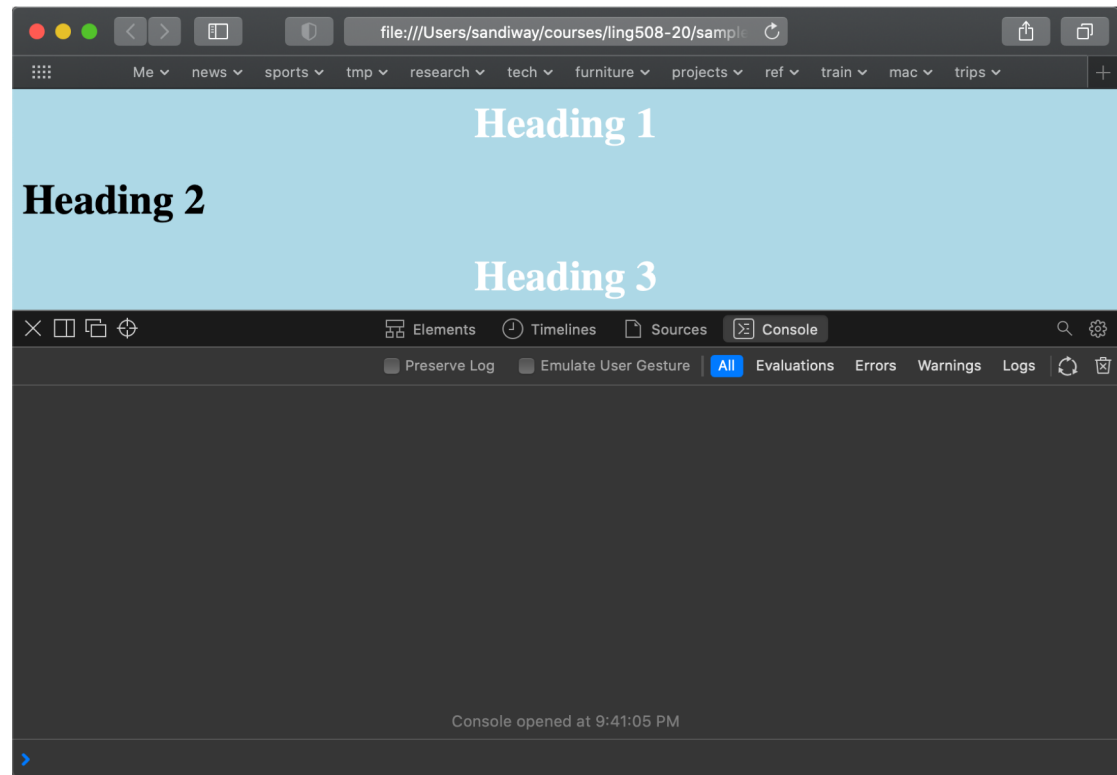 file:///Users/sandiway/courses/ling508-20/sample
Me news sports tmp research tech furniture projects ref train mac trips
Heading 1
Heading 2
Heading 3
Elements Timelines Sources Console
Preserve Log Emulate User Gesture All Evaluations Errors Warnings Logs
Console opened at 9:41:05 PM